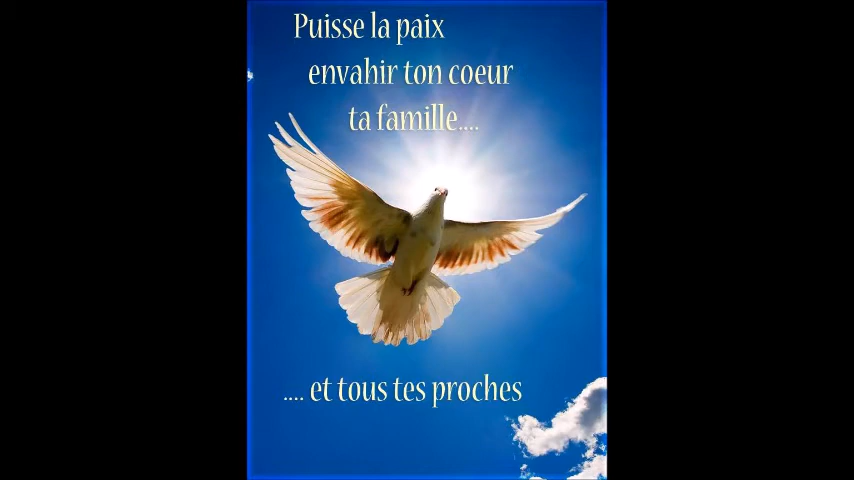 Puisse la paix
envahir ton coeur
ta famille....
.... et tous tes proches